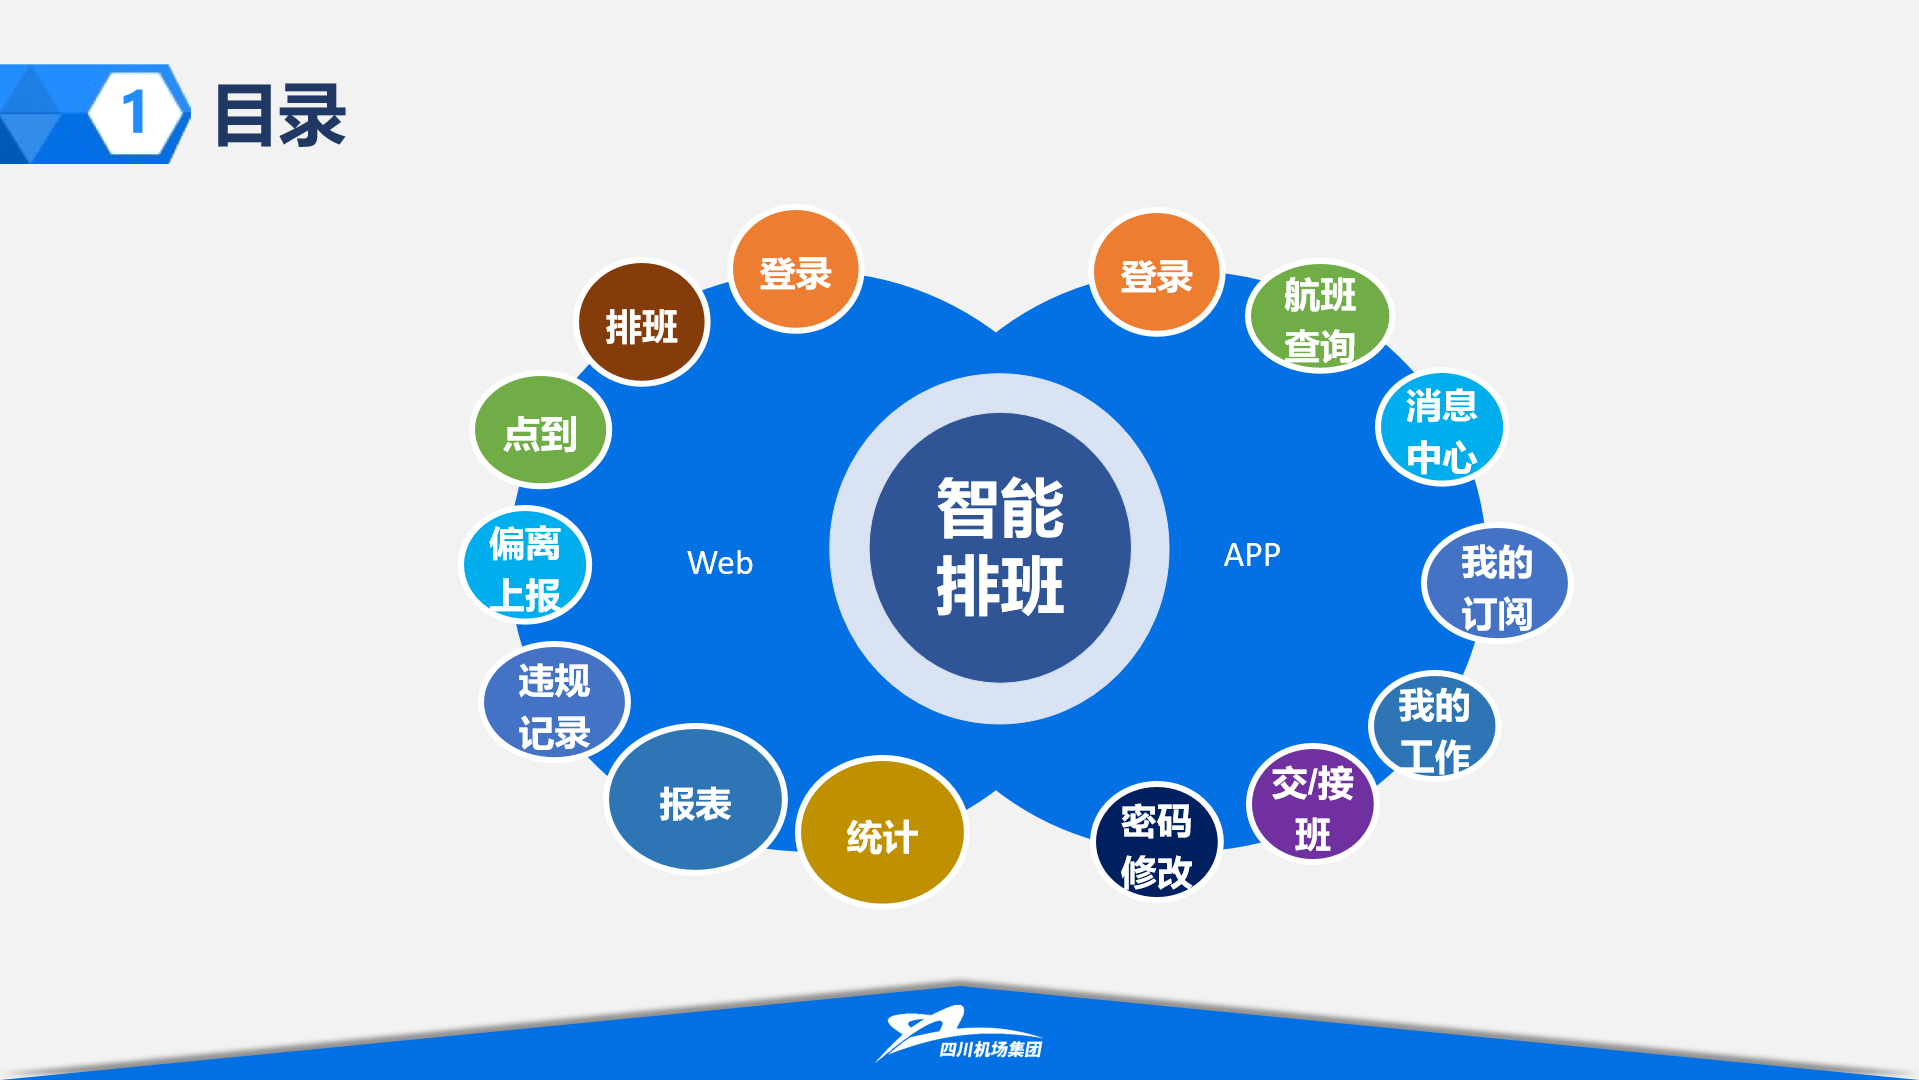 1
目录
登录
排班
点到
偏离
上报
违规
记录
报表
统计
Web
智能
排班
APP
登录
航班
查询
消息
中心
我的
订阅
我的
工作
交/接
班
密码
修改
四川机场集团